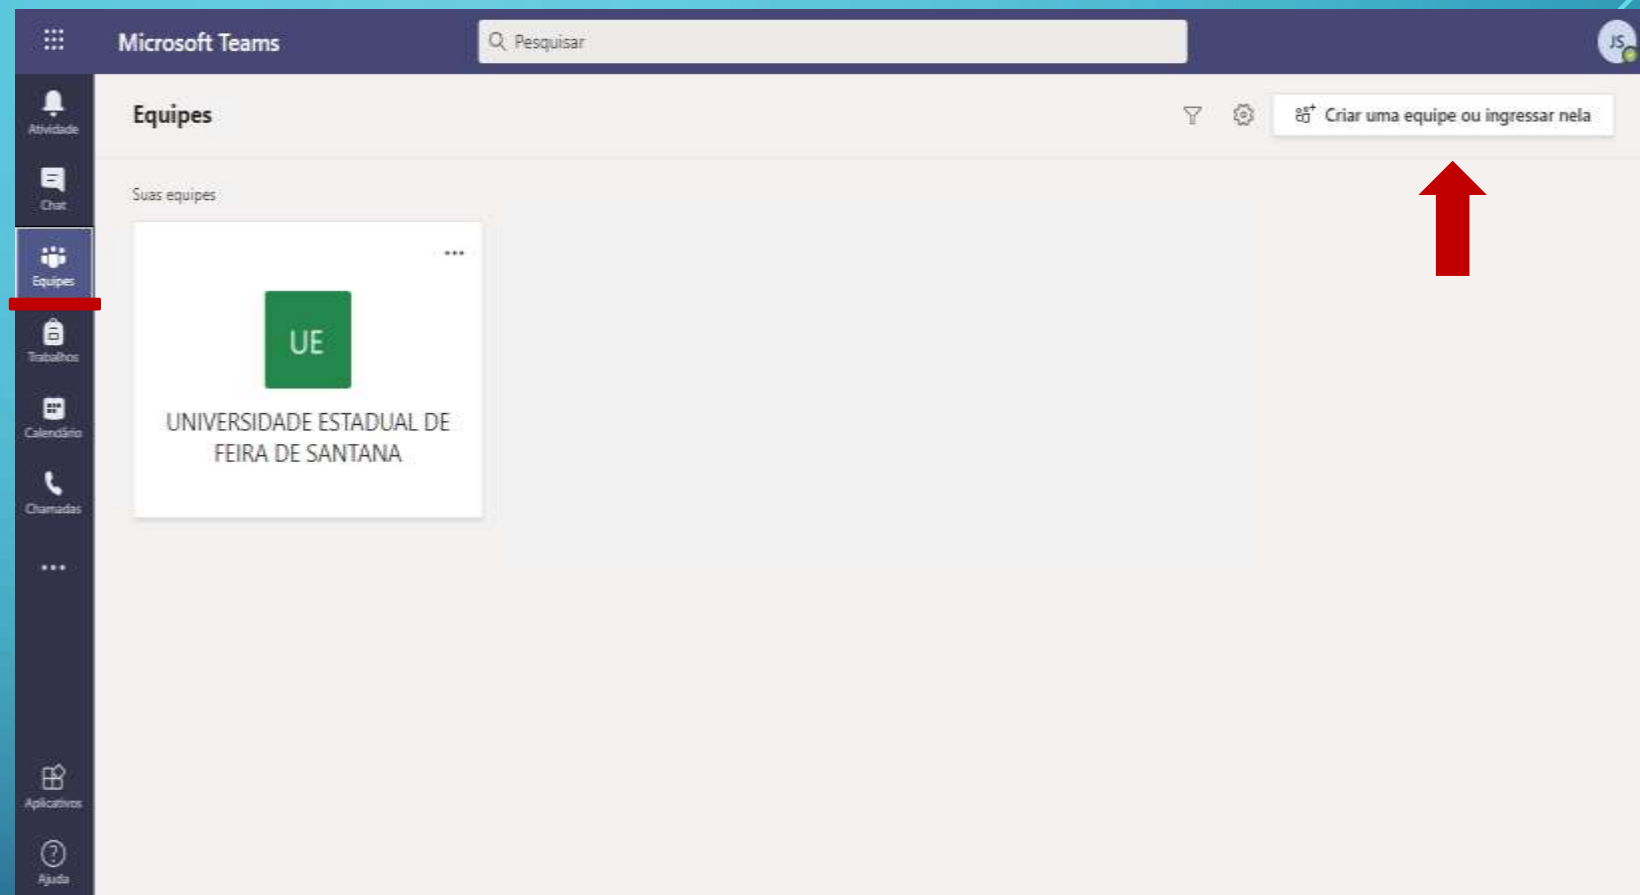 Microsoft Teams
Pesquisar
JS
Atividade
Chat
Equipes
Trabalhos
Calendário
Chamadas
Aplicativos
Ajuda
Equipes
Criar uma equipe ou ingressar nela
Suas equipes
UE
UNIVERSIDADE ESTADUAL DE
FEIRA DE SANTANA